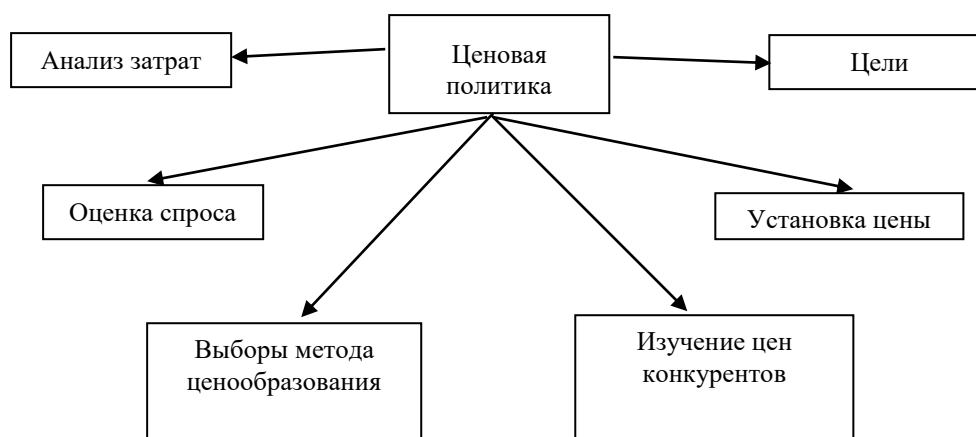 Анализ затрат
Ценовая
политика
Цели
Оценка спроса
Установка цены
Выборы метода
ценообразования
Изучение цен
конкурентов